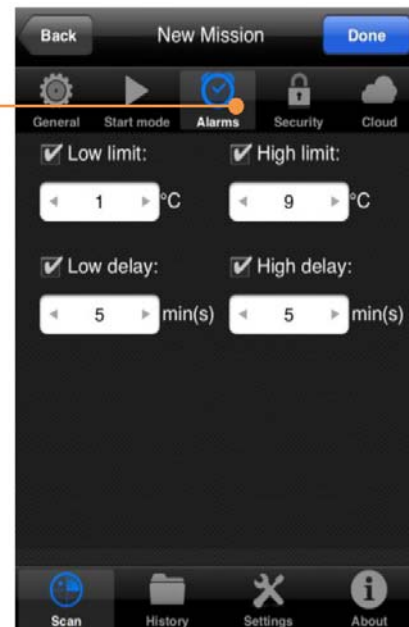 Back New Mission Done
General Start mode Alarms Security Cloud
Low limit: High limit:
1 °C 9 °C
Low delay: High delay:
5 min(s) 5 min(s)
Scan History Settings About